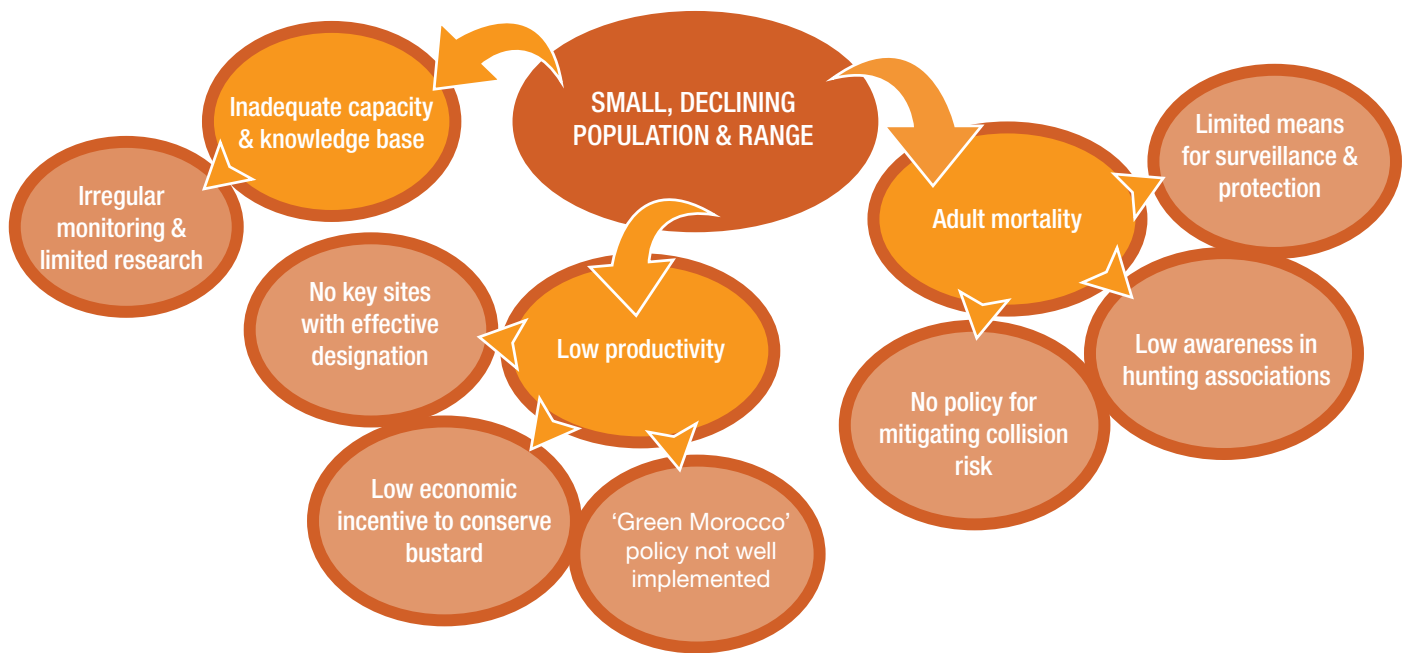 SMALL, DECLINING
POPULATION & RANGE
Inadequate capacity
& knowledge base
Irregular
monitoring &
limited research
Low productivity
No key sites
with effective
designation
Low economic
incentive to conserve
bustard
‘Green Morocco’
policy not well
implemented
Adult mortality
Limited means
for surveillance &
protection
Low awareness in
hunting associations
No policy for
mitigating collision
risk